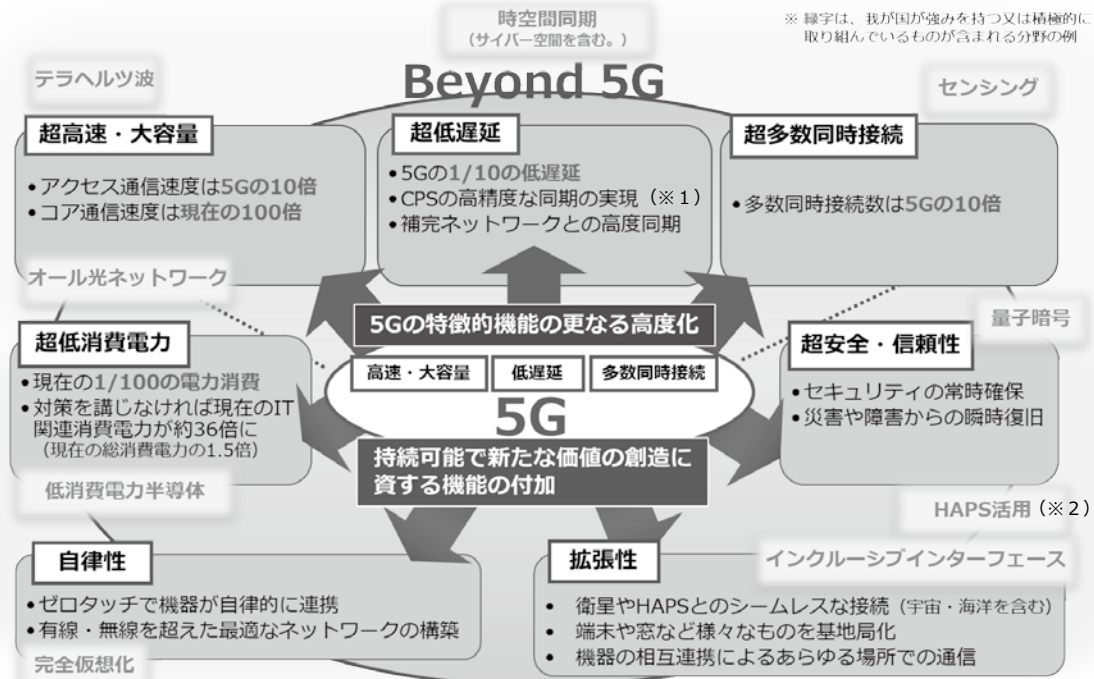 時空間同期
（サイバー空間を含む。）
※ 緑字は、我が国が強みを持つ又は積極的に
取り組んでいるものが含まれる分野の例
Beyond 5G
テラヘルツ波
センシング
超高速・大容量
•アクセス通信速度は5Gの10倍
•コア通信速度は現在の100倍
超低遅延
•5Gの1/10の低遅延
•CPSの高精度な同期の実現（※１）
•補完ネットワークとの高度同期
超多数同時接続
•多数同時接続数は5Gの10倍
オール光ネットワーク
量子暗号
5Gの特徴的機能の更なる高度化
高速・大容量
低遅延
多数同時接続
5G
持続可能で新たな価値の創造に
資する機能の付加
超低消費電力
•現在の1/100の電力消費
•対策を講じなければ現在のIT
関連消費電力が約36倍に
（現在の総消費電力の1.5倍）
低消費電力半導体
超安全・信頼性
•セキュリティの常時確保
•災害や障害からの瞬時復旧
HAPS活用（※２）
自律性
•ゼロタッチで機器が自律的に連携
•有線・無線を超えた最適なネットワークの構築
完全仮想化
拡張性
インクルーシブインターフェース
• 衛星やHAPSとのシームレスな接続（宇宙・海洋を含む）
• 端末や窓など様々なものを基地局化
• 機器の相互連携によるあらゆる場所での通信